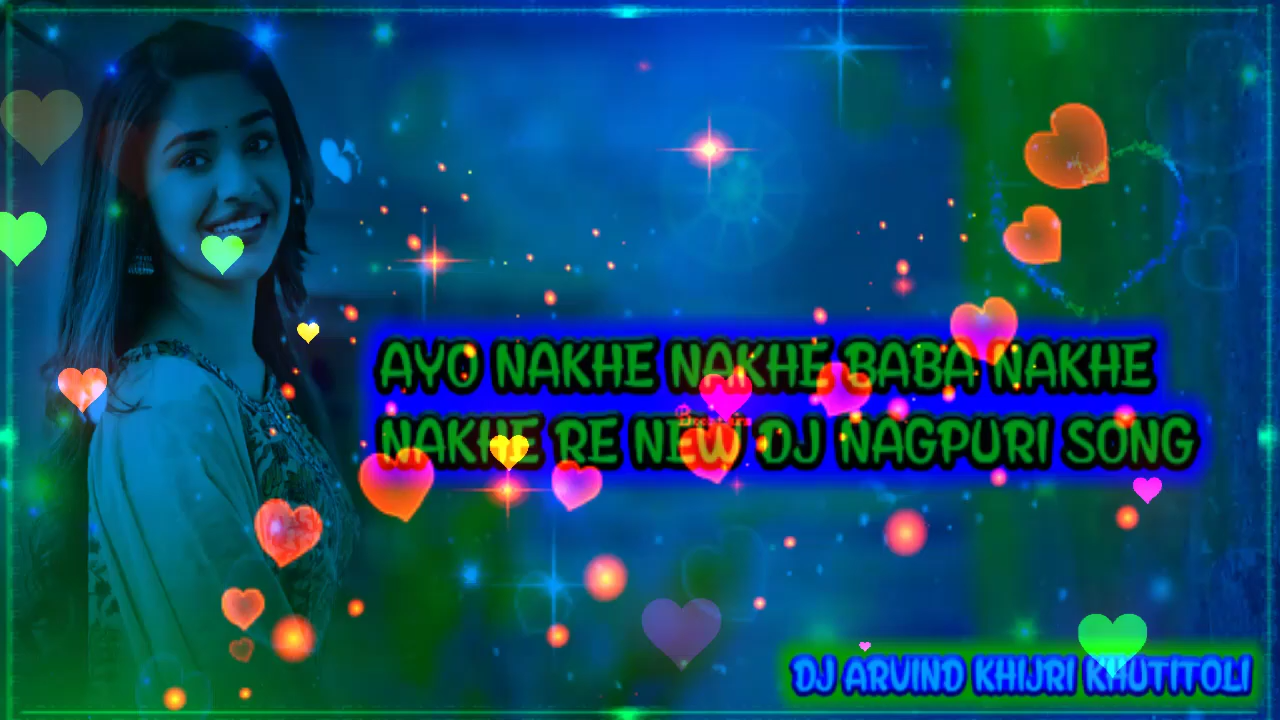 AYO NAKHE NAKHE BABA NAKHE
NAKHE RE NEW DJ NAGPURI SONG
DJ ARVIND KHIJRI KHUTITOLI